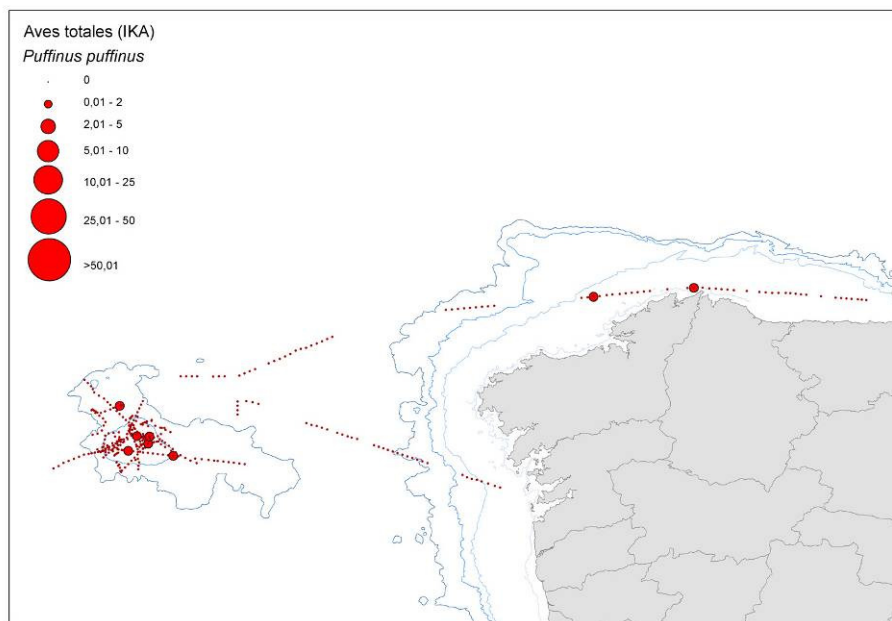 Aves totales (IKA)
Puffinus puffinus
0
0,01 - 2
2,01 - 5
5,01 - 10
10,01 - 25
25,01 - 50
>50,01